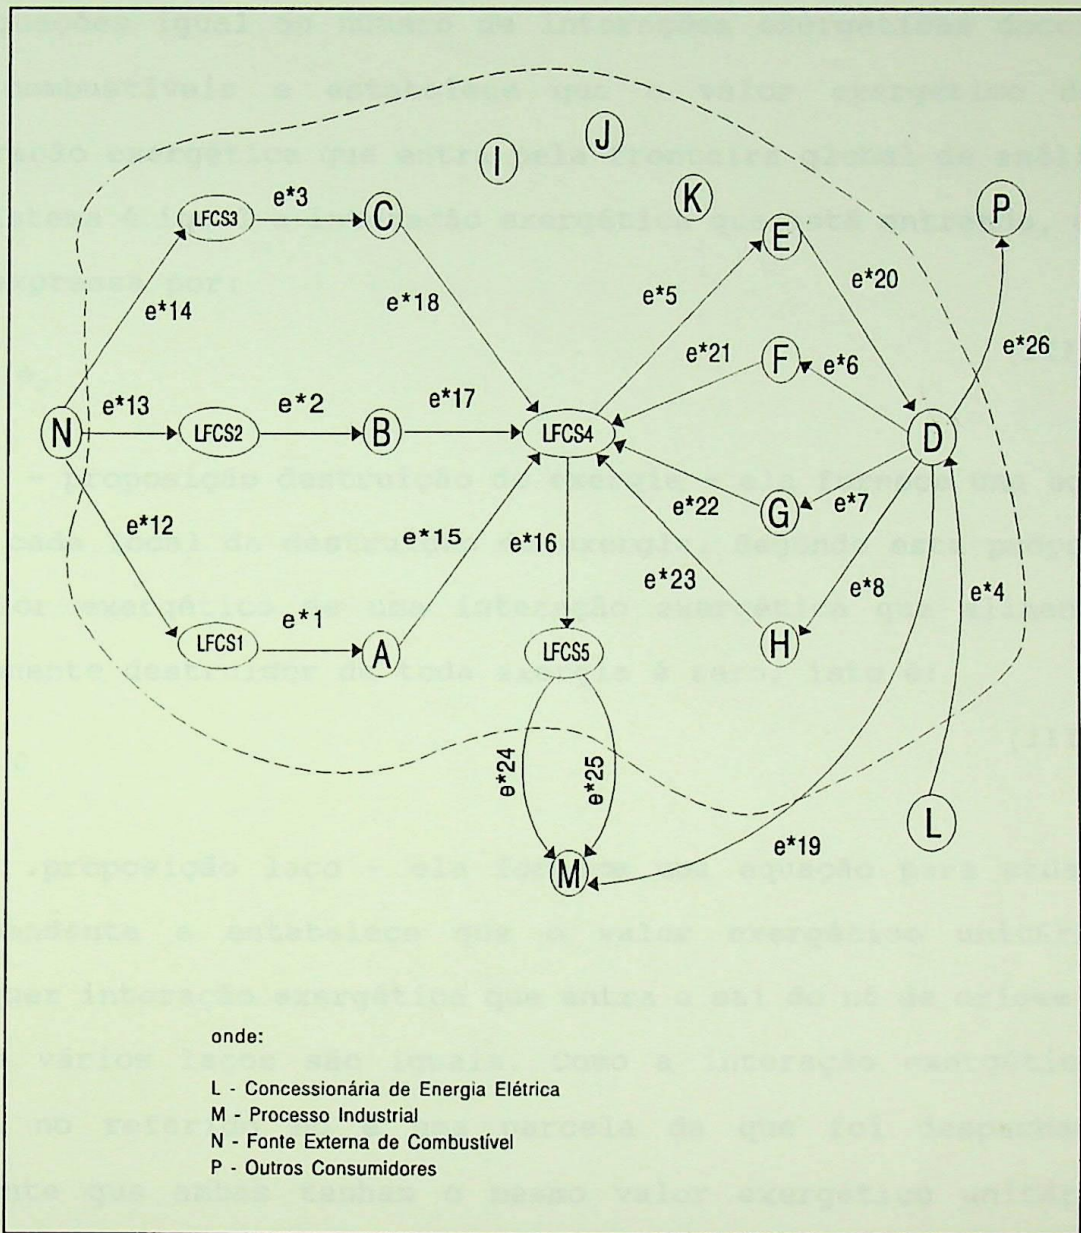 I
J
K
P
LFCS3
e*3
C
E
e*14
e*18
e*5
e*20
e*21
F
e*6
e*26
N
e*13
LFCS2
e*2
B
e*17
LFCS4
D
e*12
e*15
e*16
e*22
G
e*7
e*23
e*8
e*4
LFCS1
e*1
A
LFCS5
H
e*24
e*25
e*19
L
M
onde:
L - Concessionária de Energia Elétrica
M - Processo Industrial
N - Fonte Externa de Combustível
P - Outros Consumidores